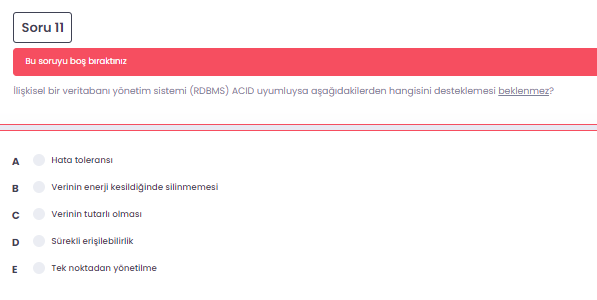 Soru 11
Bu soruyu boş bıraktınız
İlişkisel bir veritabanı yönetim sistemi (RDBMS) ACID uyumluysa aşağıdakilerden hangisini desteklemesi beklenmez?
A Hata toleransı
B Verinin enerji kesildiğinde silinmemesi
C Verinin tutarlı olması
D Sürekli erişilebilirlik
E Tek noktadan yönetilme